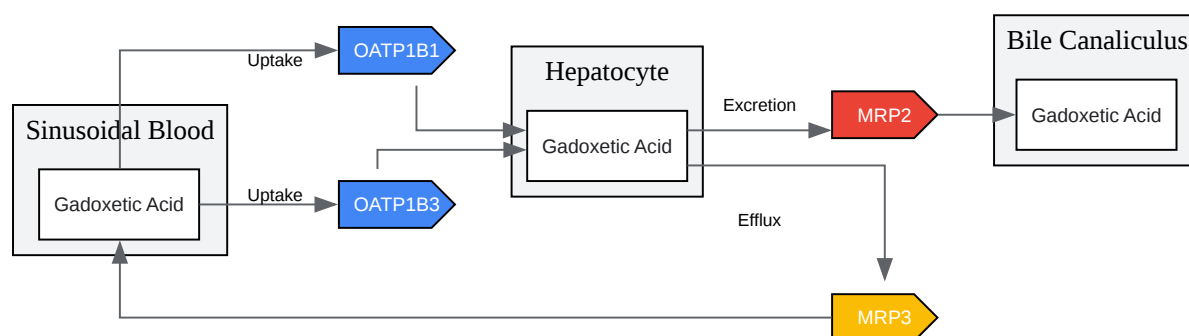 Bile Canaliculus
OATP1B1
Uptake
Hepatocyte
Excretion
MRP2
Gadoxetic Acid
Sinusoidal Blood
Gadoxetic Acid
Gadoxetic Acid
Uptake
OATP1B3
Efflux
MRP3